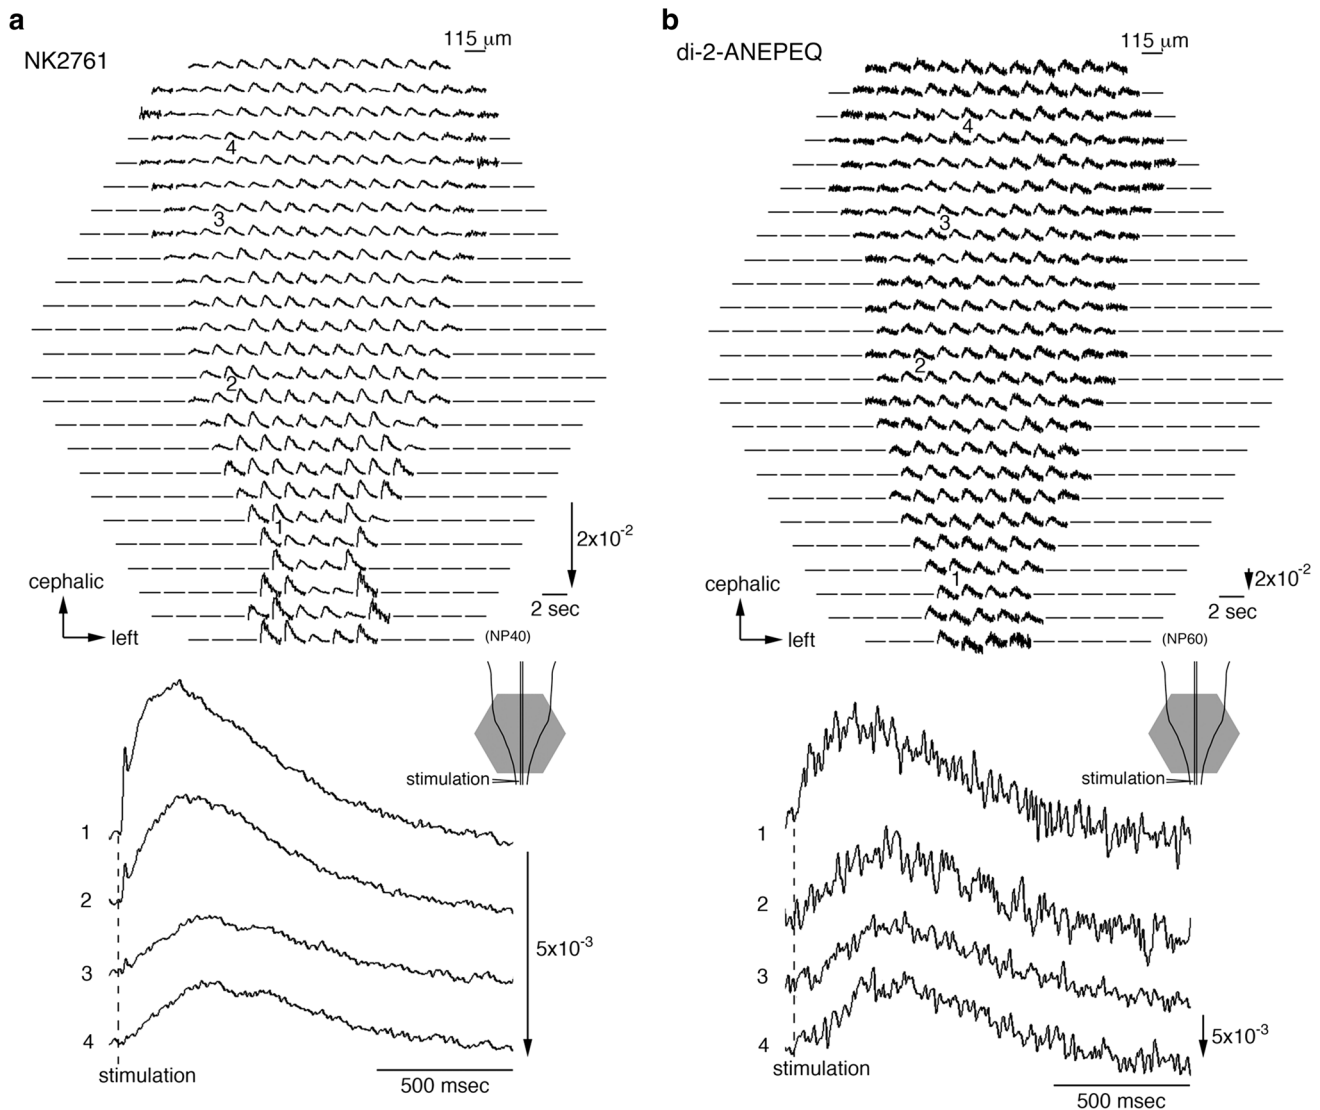 a
NK2761
115 µm
4
3
2
1
2x10-2
2 sec
cephalic
left
(NP40)
stimulation
1
2
3
4
5x10-3
stimulation
500 msec
b
di-2-ANEPEQ
115 µm
4
3
2
1
2x10-2
2 sec
cephalic
left
(NP60)
stimulation
1
2
3
4
5x10-3
stimulation
500 msec